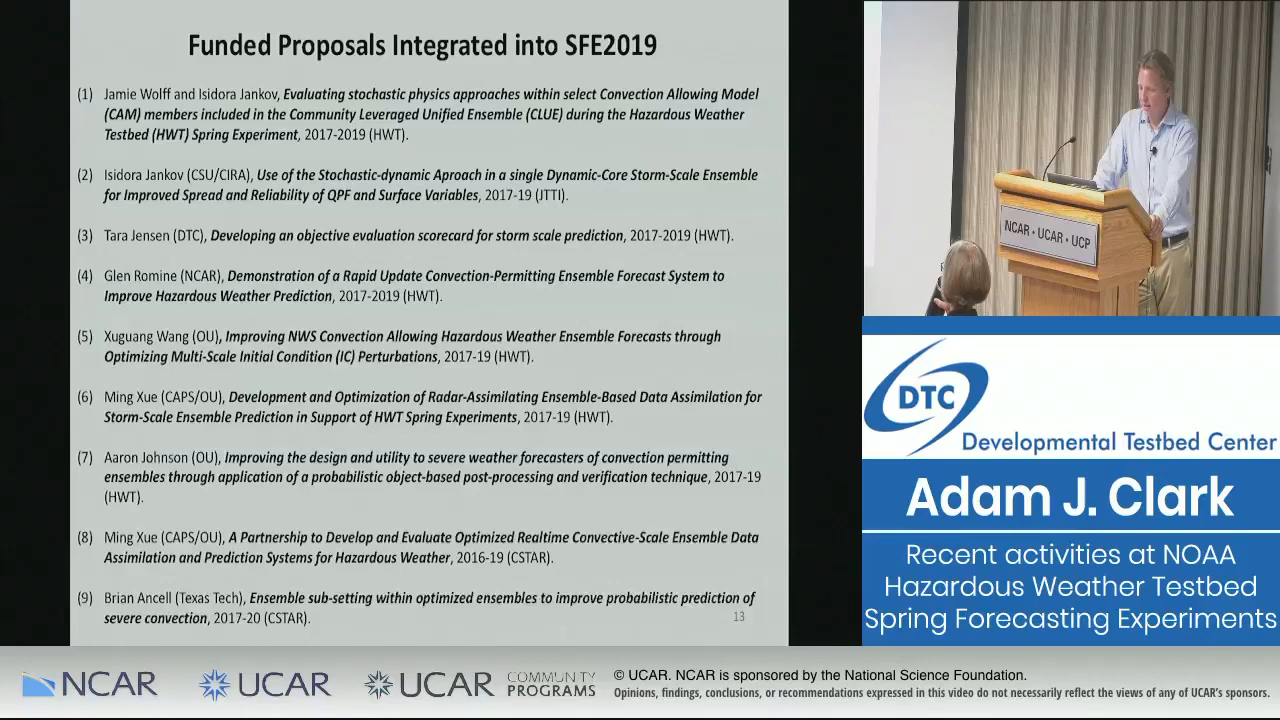 Funded Proposals Integrated into SFE2019
(1) Jamie Wolff and Isidora Jankov, Evaluating stochastic physics approaches within select Convection Allowing Model
(CAM) members included in the Community Leveraged Unified Ensemble (CLUE) during the Hazardous Weather
Testbed (HWT) Spring Experiment, 2017-2019 (HWT).
(2) Isidora Jankov (CSU/CIRA), Use of the Stochastic-dynamic Aproach in a single Dynamic-Core Storm-Scale Ensemble
for Improved Spread and Reliability of QPF and Surface Variables, 2017-19 (JTTI).
(3) Tara Jensen (DTC), Developing an objective evaluation scorecard for storm scale prediction, 2017-2019 (HWT).
(4) Glen Romine (NCAR), Demonstration of a Rapid Update Convection-Permitting Ensemble Forecast System to
Improve Hazardous Weather Prediction, 2017-2019 (HWT).
(5) Xuguang Wang (OU), Improving NWS Convection Allowing Hazardous Weather Ensemble Forecasts through
Optimizing Multi-Scale Initial Condition (IC) Perturbations, 2017-19 (HWT).
(6) Ming Xue (CAPS/OU), Development and Optimization of Radar-Assimilating Ensemble-Based Data Assimilation for
Storm-Scale Ensemble Prediction in Support of HWT Spring Experiments, 2017-19 (HWT).
(7) Aaron Johnson (OU), Improving the design and utility to severe weather forecasters of convection permitting
ensembles through application of a probabilistic object-based post-processing and verification technique, 2017-19
(HWT).
(8) Ming Xue (CAPS/OU), A Partnership to Develop and Evaluate Optimized Realtime Convective-Scale Ensemble Data
Assimilation and Prediction Systems for Hazardous Weather, 2016-19 (CSTAR).
(9) Brian Ancell (Texas Tech), Ensemble sub-setting within optimized ensembles to improve probabilistic prediction of
severe convection, 2017-20 (CSTAR).
13
NCAR • UCAR • UCP
DTC
Developmental Testbed Center
Adam J. Clark
Recent activities at NOAA
Hazardous Weather Testbed
Spring Forecasting Experiments
NCAR
UCAR
UCAR
COMMUNITY
PROGRAMS
© UCAR. NCAR is sponsored by the National Science Foundation.
Opinions, findings, conclusions, or recommendations expressed in this video do not necessarily reflect the views of any of UCAR's sponsors.